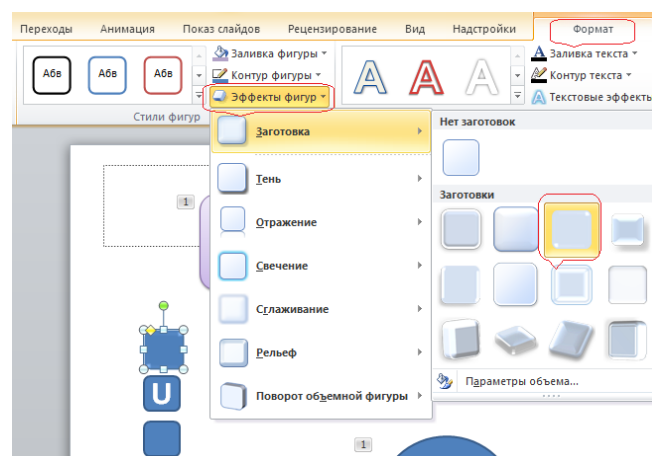 Переходы Анимация Показ слайдов Рецензирование Вид Надстройки Формат
Абв Абв Абв
Заливка фигуры
Контур фигуры
Эффекты фигур
A A A
Заливка текста
Контур текста
Текстовые эффекты
Стили фигур
Заготовка
Тень
Отражение
Свечение
Сглаживание
Рельеф
Поворот объемной фигуры
Нет заготовок
Заготовки
Параметры объема...
1
U
1